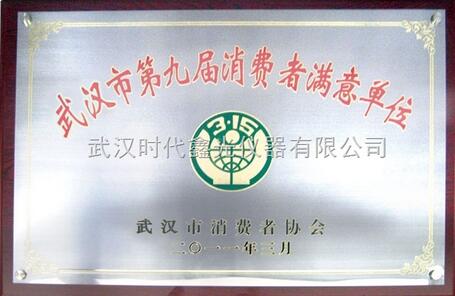 武汉市第九届消费者满意单位
3·15
武汉时代鑫光仪器有限公司
武汉市消费者协会
二〇一一年三月